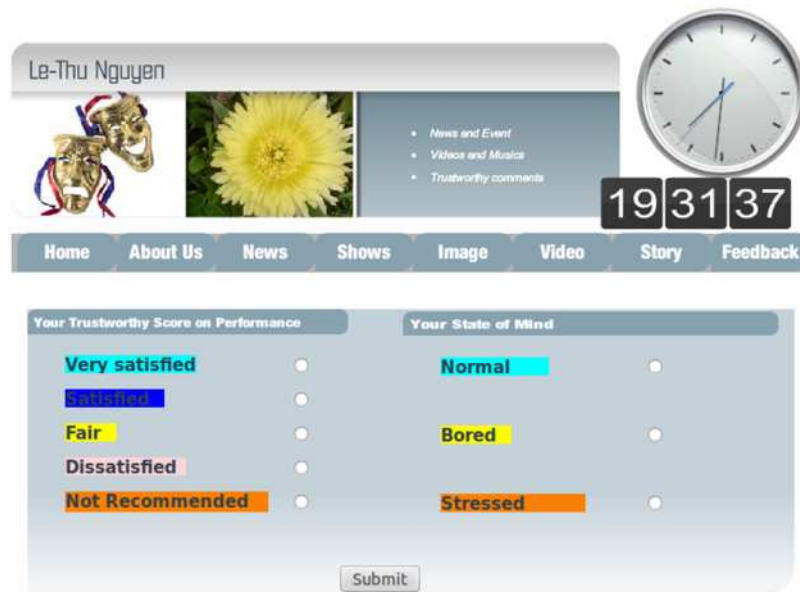 Le-Thu Nguyen
• News and Event
• Videos and Musics
• Trustworthy comments
19 31 37
Home About Us News Shows Image Video Story Feedback
Your Trustworthy Score on Performance
Very satisfied
Satisfied
Fair
Dissatisfied
Not Recommended
Your State of Mind
Normal
Bored
Stressed
Submit